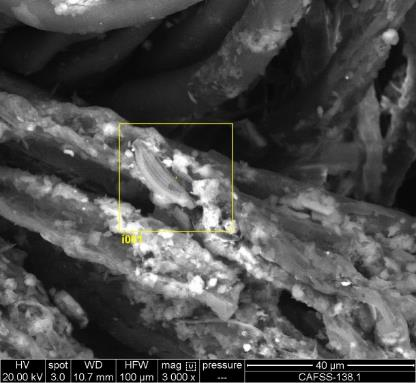 i001
HV spot WD HFW mag [u] pressure 40 µm
20.00 kV 3.0 10.7 mm 100 µm 3 000 x --- CAFSS-138.1